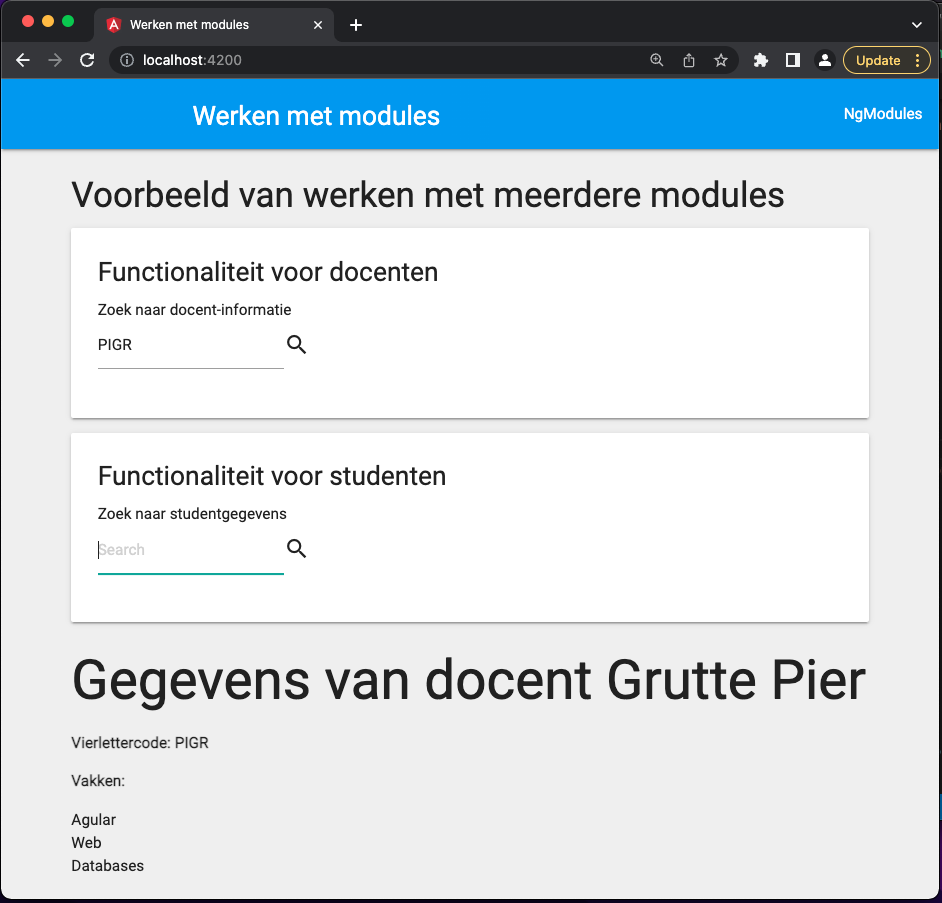 Werken met modules
localhost:4200
Update
Werken met modules
NgModules
Voorbeeld van werken met meerdere modules
Functionaliteit voor docenten
Zoek naar docent-informatie
PIGR
Functionaliteit voor studenten
Zoek naar studentgegevens
Search
Gegevens van docent Grutte Pier
Vierlettercode: PIGR
Vakken:
Agular
Web
Databases